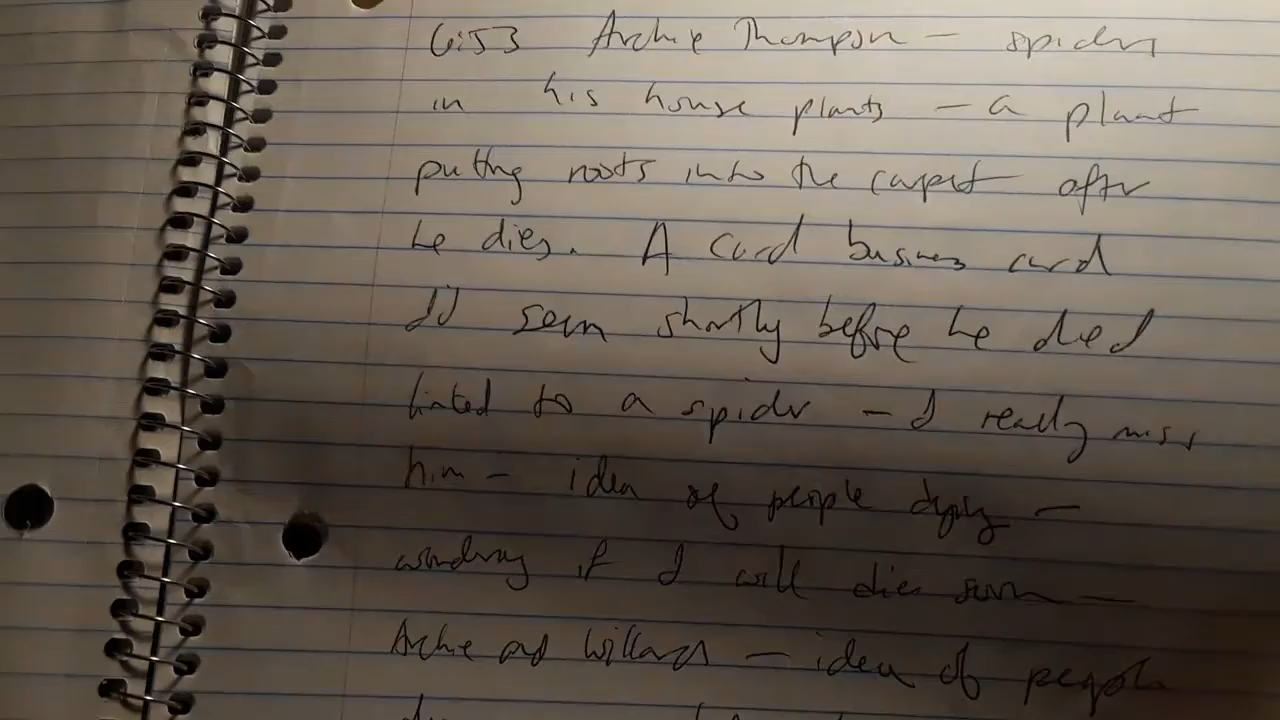 6:53 Archie Thompson - spiders
in his house plants - a plant
putting roots into the carpet after
he dies. A card business card
I'd seen shortly before he died
linked to a spider - I really miss
him - idea of people dying -
wondering if I will die soon -
Archie and Willard - idea of people